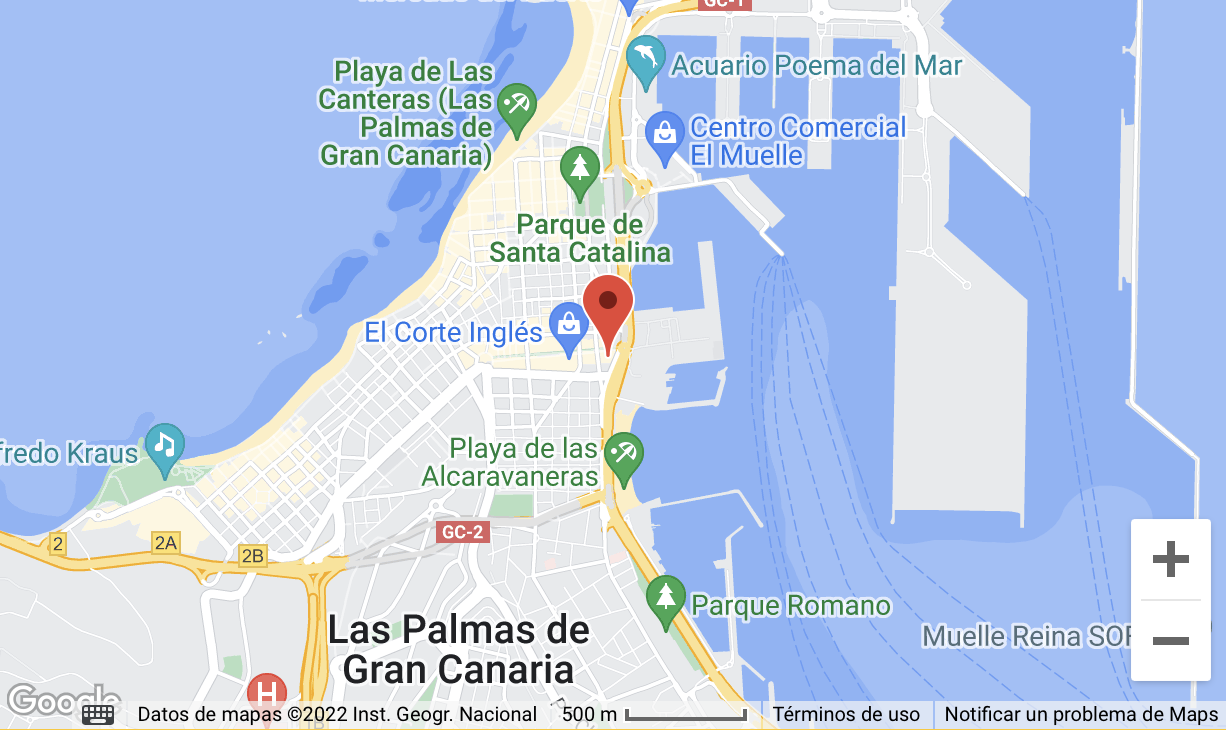 GC-1
Acuario Poema del Mar
Playa de Las
Canteras (Las
Palmas de
Gran Canaria)
Centro Comercial
El Muelle
Parque de
Santa Catalina
El Corte Inglés
fredo Kraus
Playa de las
Alcaravaneras
GC-2
2
2A
2B
Parque Romano
Las Palmas de
Gran Canaria
Muelle Reina SOF
H
1B
Google
Datos de mapas ©2022 Inst. Geogr. Nacional
500 m
Términos de uso
Notificar un problema de Maps